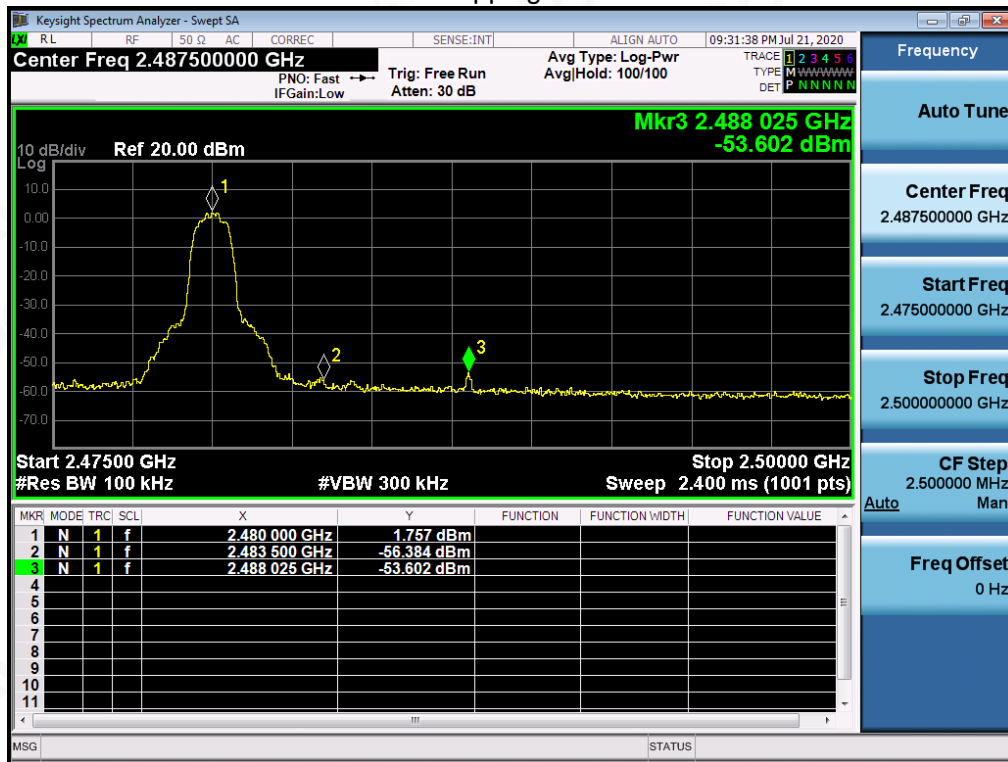 Keysight Spectrum Analyzer - Swept SA
LXI RL RF 50 Ω AC CORREC SENSE:INT ALIGN AUTO 09:31:38 PM Jul 21, 2020
Center Freq 2.487500000 GHz
PNO: Fast
IFGain:Low
Trig: Free Run
Atten: 30 dB
Avg Type: Log-Pwr
Avg|Hold: 100/100
TRACE 1 2 3 4 5 6
TYPE M WWWWW
DET P N N N N N
Mkr3 2.488 025 GHz
-53.602 dBm
10 dB/div Ref 20.00 dBm
Log
10.0
0.00
-10.0
-20.0
-30.0
-40.0
-50.0
-60.0
-70.0
1
2
3
Start 2.47500 GHz Stop 2.50000 GHz
#Res BW 100 kHz #VBW 300 kHz Sweep 2.400 ms (1001 pts)
MKR MODE TRC SCL X Y FUNCTION FUNCTION WIDTH FUNCTION VALUE
1 N 1 f 2.480 000 GHz 1.757 dBm
2 N 1 f 2.483 500 GHz -56.384 dBm
3 N 1 f 2.488 025 GHz -53.602 dBm
4
5
6
7
8
9
10
11
MSG STATUS
Frequency
Auto Tune
Center Freq
2.487500000 GHz
Start Freq
2.475000000 GHz
Stop Freq
2.500000000 GHz
CF Step
2.500000 MHz
Auto Man
Freq Offset
0 Hz